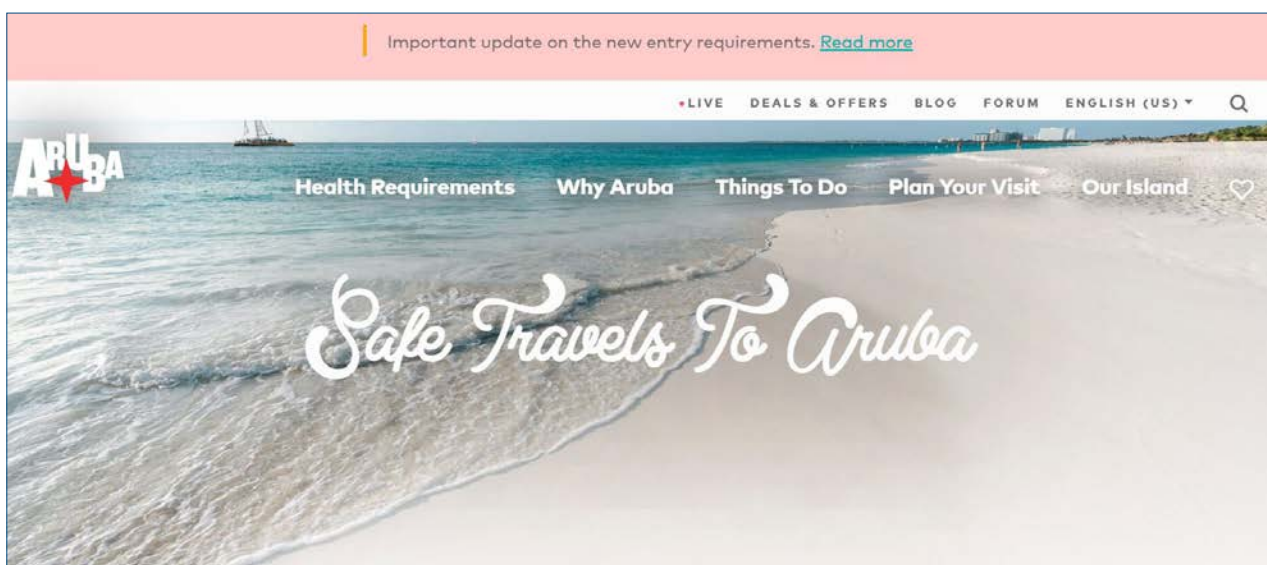 Important update on the new entry requirements. Read more
•LIVE DEALS & OFFERS BLOG FORUM ENGLISH (US)
ARUBA
Health Requirements Why Aruba Things To Do Plan Your Visit Our Island
Safe Travels To Aruba